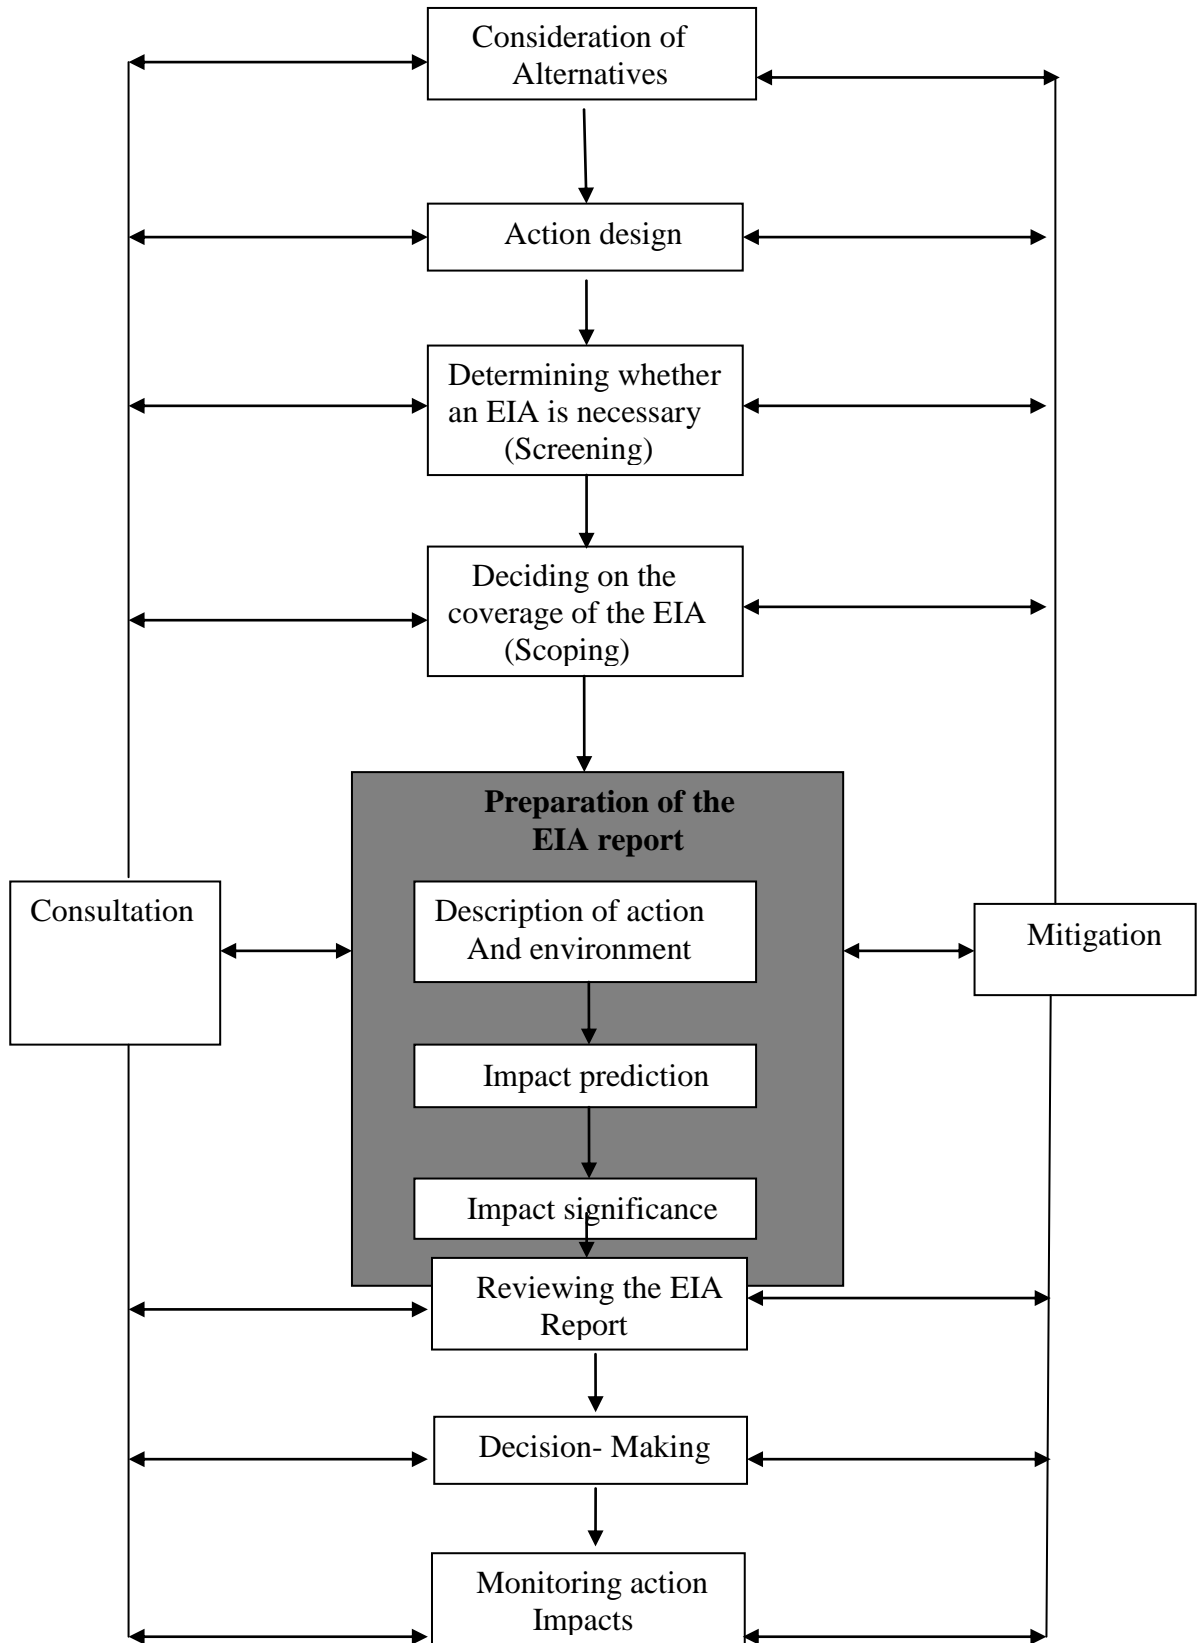 Consideration of
Alternatives
Action design
Determining whether
an EIA is necessary
(Screening)
Deciding on the
coverage of the EIA
(Scoping)
Preparation of the
EIA report
Consultation
Description of action
And environment
Mitigation
Impact prediction
Impact significance
Reviewing the EIA
Report
Decision- Making
Monitoring action
Impacts